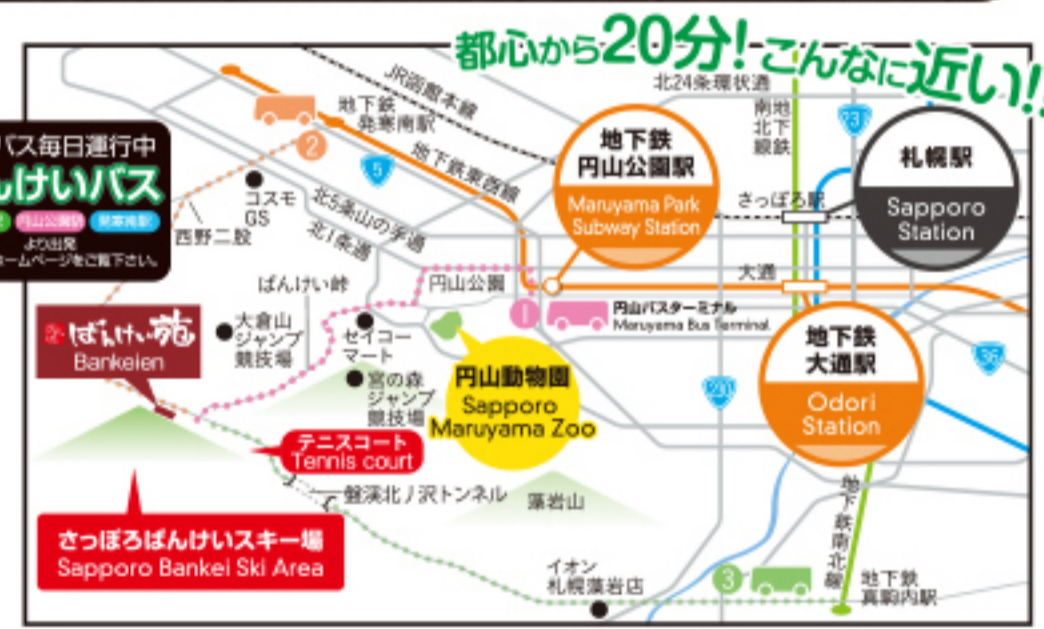 都心から20分!こんなに近い!!
JR函館本線
北24条環状通
地下鉄
発寒南駅
2
南北線
地下鉄
地下鉄東西線
5
地下鉄
円山公園駅
Maruyama Park
Subway Station
札幌駅
Sapporo
Station
バス毎日運行中
んけいバス
円山公園駅
発寒南駅
より出発
ームページをご覧下さい。
コスモ
GS
西野二股
北5条山の手通
北1条通
さっぽろ駅
大通
ばんけい峠
円山公園
1
円山バスターミナル
Maruyama Bus Terminal
ばんけい苑
Bankeien
大倉山
ジャンプ
競技場
セイコー
マート
宮の森
ジャンプ
競技場
円山動物園
Sapporo
Maruyama Zoo
地下鉄
大通駅
Odori
Station
230
36
テニスコート
Tennis court
盤渓北ノ沢トンネル
藻岩山
さっぽろばんけいスキー場
Sapporo Bankei Ski Area
イオン
札幌藻岩店
3
地下鉄南北線
地下鉄
真駒内駅